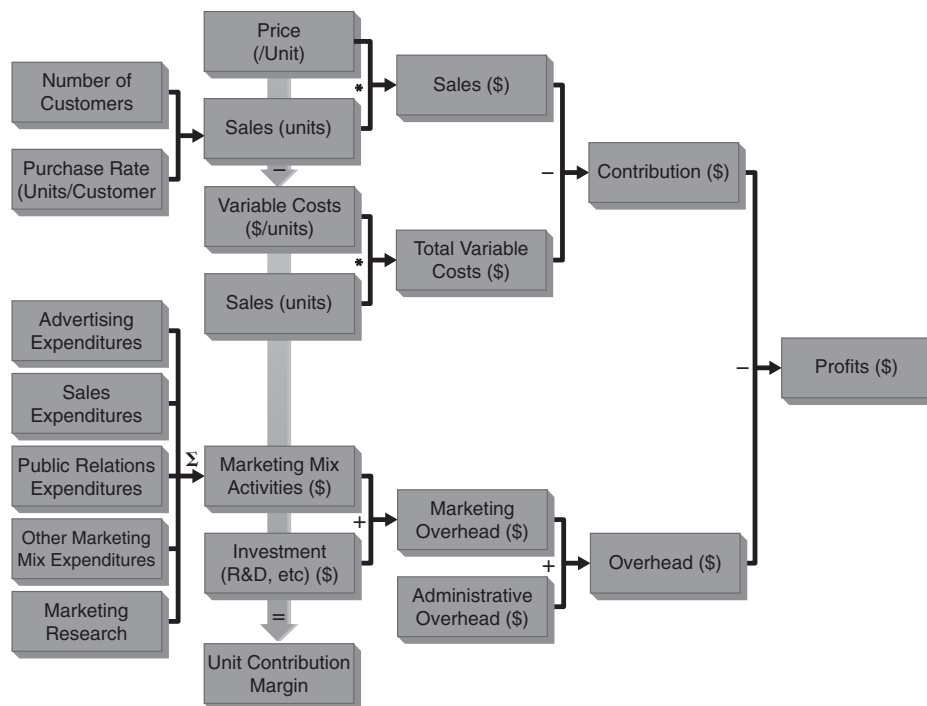 Price
(/Unit)
Number of
Customers
*
Sales ($)
Sales (units)
Purchase Rate
(Units/Customer
−
−
Contribution ($)
Variable Costs
($/units)
*
Total Variable
Costs ($)
Sales (units)
Advertising
Expenditures
Sales
Expenditures
−
Profits ($)
Public Relations
Expenditures
Σ
Marketing Mix
Activities ($)
+
Marketing
Overhead ($)
Other Marketing
Mix Expenditures
Investment
(R&D, etc) ($)
+
Overhead ($)
Administrative
Overhead ($)
Marketing
Research
=
Unit Contribution
Margin